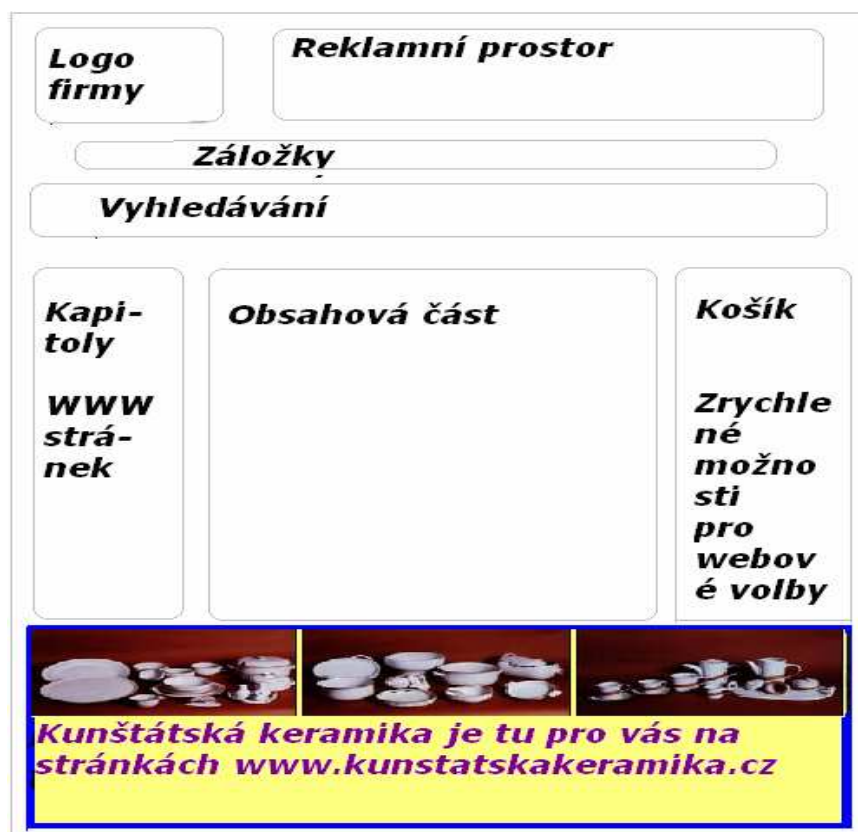 Logo
firmy
Reklamní prostor
Záložky
Vyhledávání
Kapi-
toly
WWW
strá-
nek
Obsahová část
Košík
Zrychle
né
možno
sti
pro
webov
é volby
Kunštátská keramika je tu pro vás na
stránkách www.kunstatskakeramika.cz